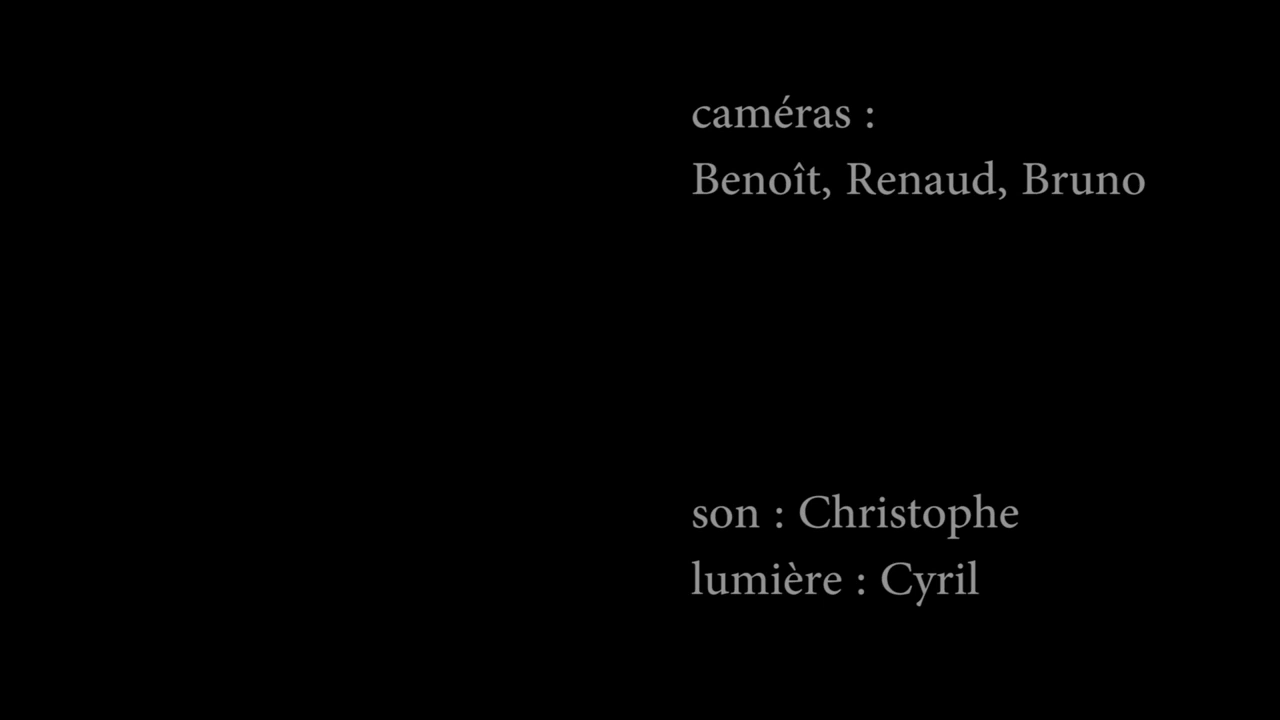 caméras :
Benoît, Renaud, Bruno
son : Christophe
lumière : Cyril